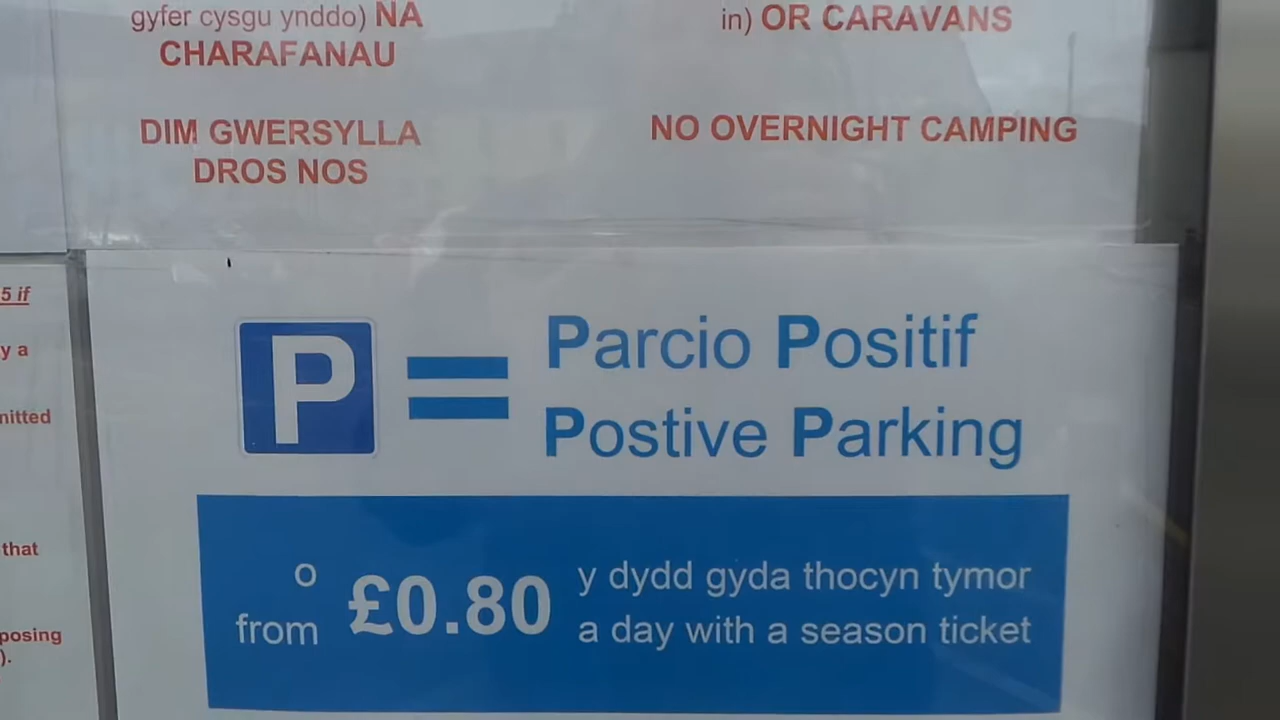 gyfer cysgu ynddo) NA
CHARAFANAU
DIM GWERSYLLA
DROS NOS
in) OR CARAVANS
NO OVERNIGHT CAMPING
5 if
y a
nitted
that
posing
).
P = Parcio Positif
Postive Parking
o
from
£0.80
y dydd gyda thocyn tymor
a day with a season ticket